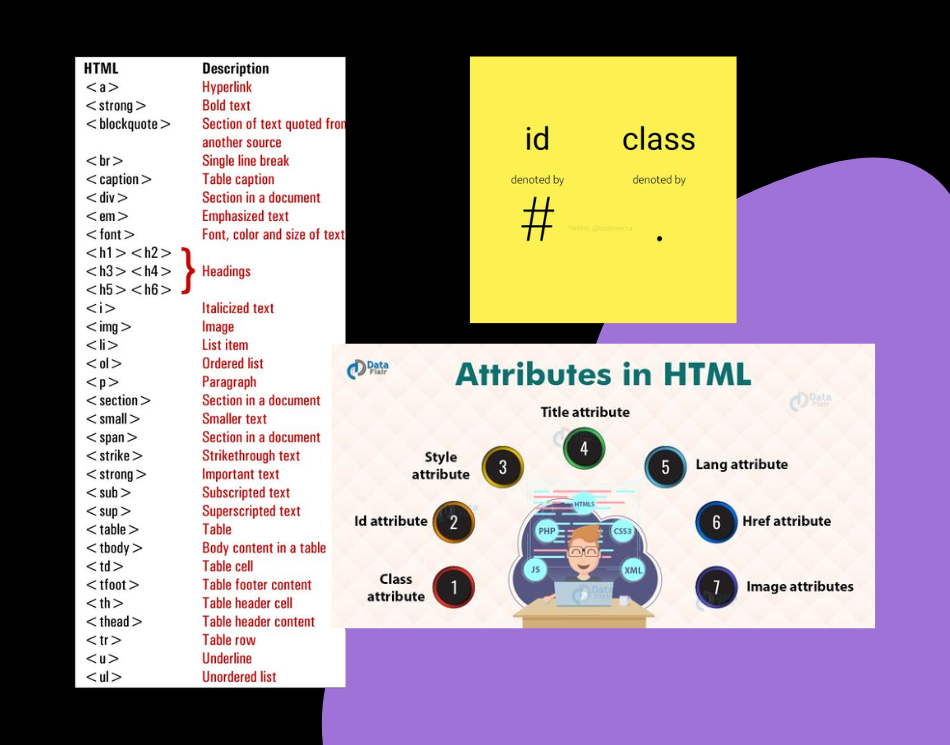 HTML Description
<a> Hyperlink
<strong> Bold text
<blockquote> Section of text quoted from
another source
<br> Single line break
<caption> Table caption
<div> Section in a document
<em> Emphasized text
<font> Font, color and size of text
<h1> <h2>
<h3> <h4> } Headings
<h5> <h6>
<i> Italicized text
<img> Image
<li> List item
<ol> Ordered list
<p> Paragraph
<section> Section in a document
<small> Smaller text
<span> Section in a document
<strike> Strikethrough text
<strong> Important text
<sub> Subscripted text
<sup> Superscripted text
<table> Table
<tbody> Body content in a table
<td> Table cell
<tfoot> Table footer content
<th> Table header cell
<thead> Table header content
<tr> Table row
<u> Underline
<ul> Unordered list
id class
denoted by denoted by
# .
Data
Flair
Attributes in HTML
Data
Flair
Title attribute
4
Style
attribute
3
5 Lang attribute
Id attribute 2
6 Href attribute
Class
attribute
1
7 Image attributes
HTML5
PHP
CSS3
JS
XML